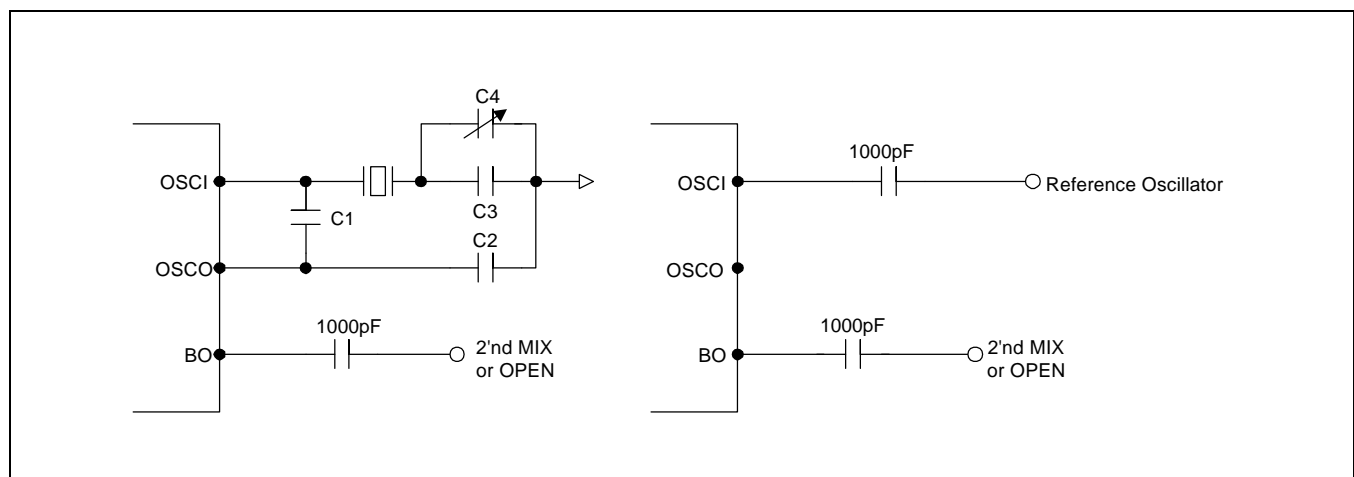 C4
OSCI
C1
C3
C2
OSCO
1000pF
BO
2'nd MIX
or OPEN
1000pF
OSCI
Reference Oscillator
OSCO
1000pF
BO
2'nd MIX
or OPEN